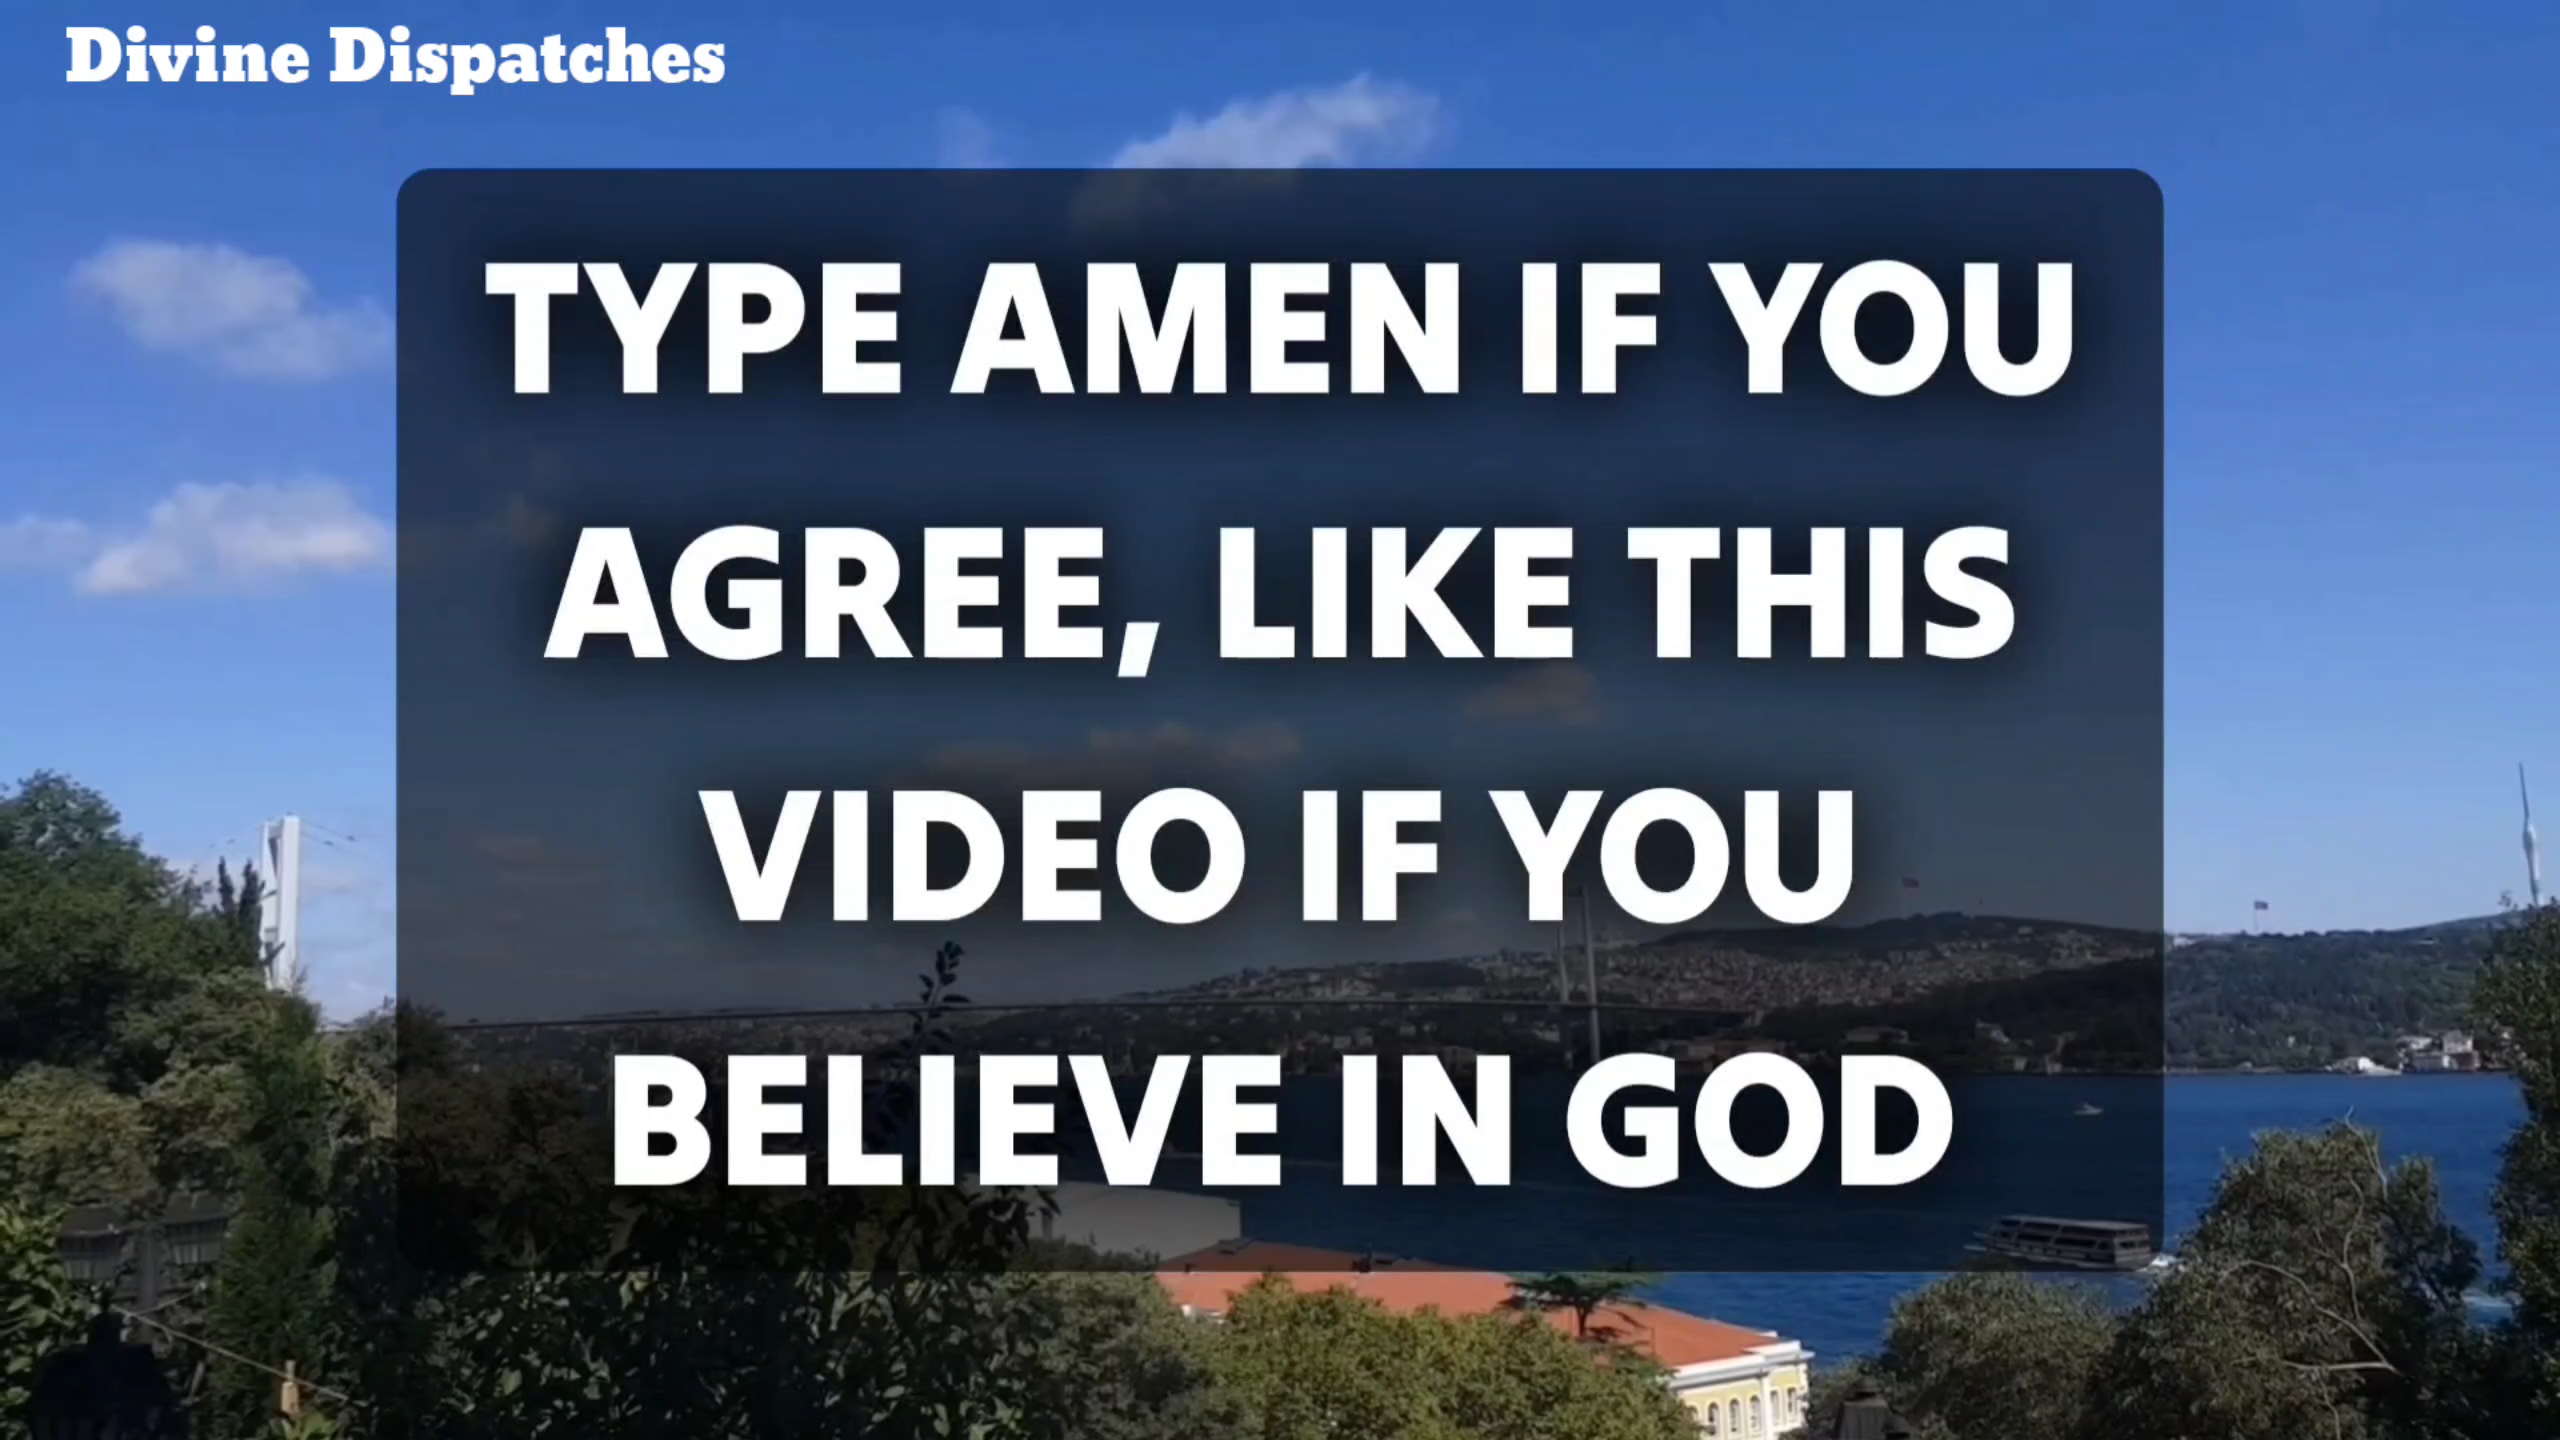 Divine Dispatches
TYPE AMEN IF YOU
AGREE, LIKE THIS
VIDEO IF YOU
BELIEVE IN GOD